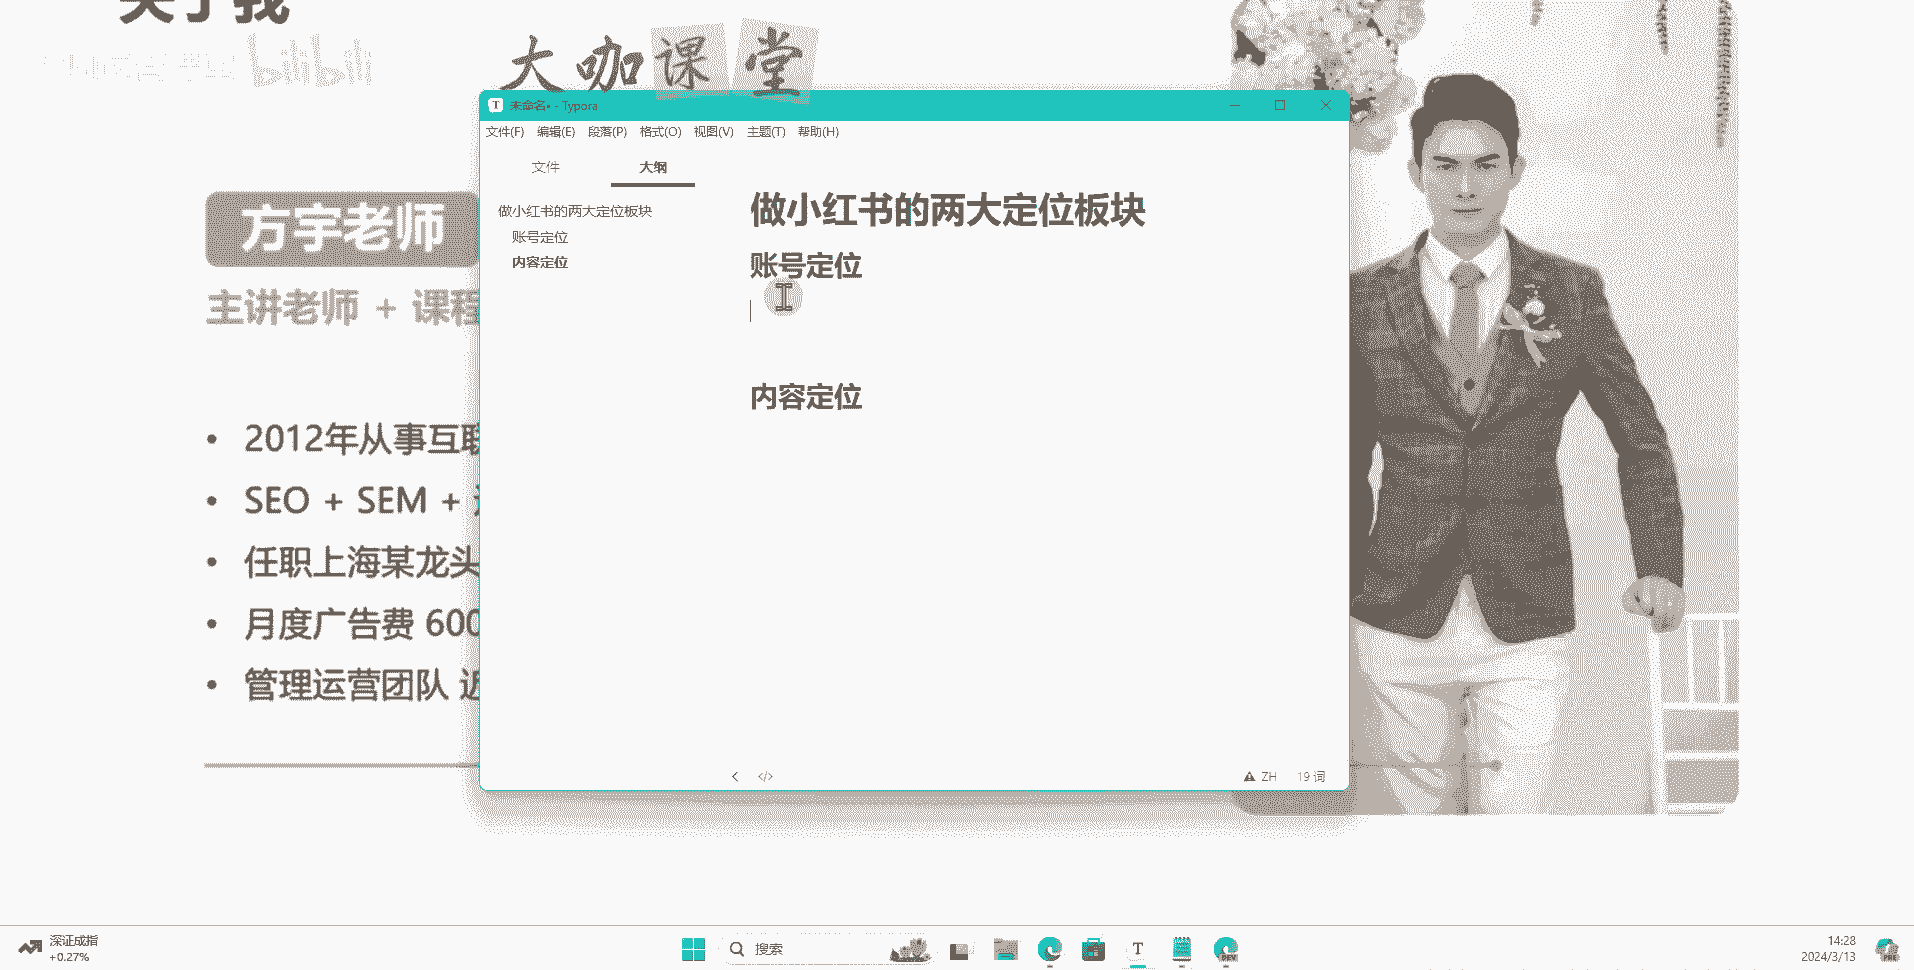 关于我
bilibili
大咖课堂
未命名• - Typora
文件(F) 编辑(E) 段落(P) 格式(O) 视图(V) 主题(T) 帮助(H)
文件 大纲
做小红书的两大定位板块
账号定位
内容定位
做小红书的两大定位板块
账号定位
内容定位
ZH 19 词
方宇老师
主讲老师 + 课程
2012年从事互联
SEO + SEM +
任职上海某龙头
月度广告费 600
管理运营团队 近
深证成指
+0.27%
搜索
T
DEV
14:28
2024/3/13
PRE